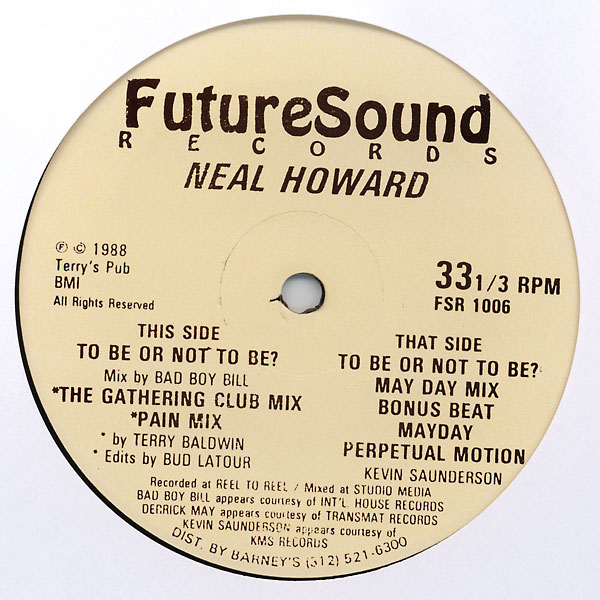 FutureSound
RECORDS
NEAL HOWARD
Ⓟ © 1988
Terry's Pub
BMI
All Rights Reserved
33 1/3 RPM
FSR 1006
THIS SIDE
TO BE OR NOT TO BE?
Mix by BAD BOY BILL
*THE GATHERING CLUB MIX
*PAIN MIX
* by TERRY BALDWIN
* Edits by BUD LATOUR
THAT SIDE
TO BE OR NOT TO BE?
MAY DAY MIX
BONUS BEAT
MAYDAY
PERPETUAL MOTION
KEVIN SAUNDERSON
Recorded at REEL TO REEL / Mixed at STUDIO MEDIA
BAD BOY BILL appears courtesy of INT'L. HOUSE RECORDS
DERRICK MAY appears courtesy of TRANSMAT RECORDS
KEVIN SAUNDERSON appears courtesy of
KMS RECORDS
DIST. BY BARNEY'S (312) 521-6300